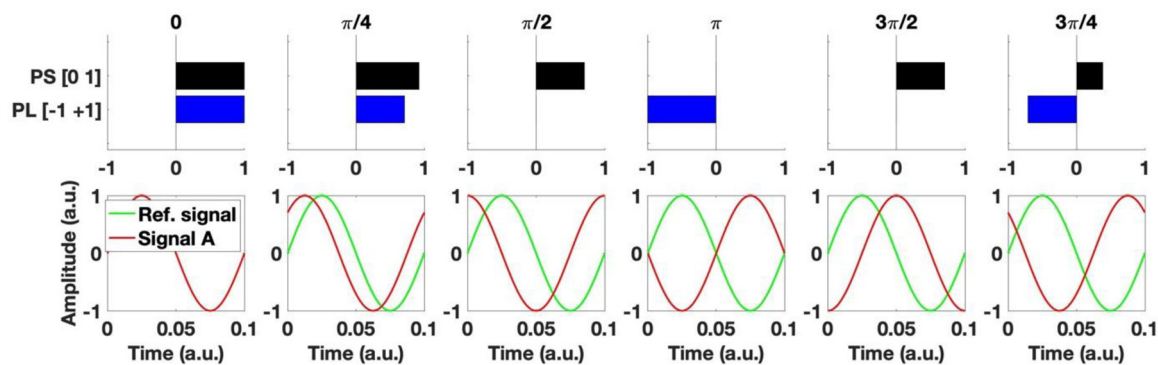 0 π/4 π/2 π 3π/2 3π/4
PS [0 1]
PL [-1 +1]
-1 0 1 -1 0 1 -1 0 1 -1 0 1 -1 0 1 -1 0 1
Amplitude (a.u.)
1 1 1 1 1 1
Ref. signal
Signal A
0 0 0 0 0 0
-1 -1 -1 -1 -1 -1
0 0.05 0.1 0 0.05 0.1 0 0.05 0.1 0 0.05 0.1 0 0.05 0.1 0 0.05 0.1
Time (a.u.) Time (a.u.) Time (a.u.) Time (a.u.) Time (a.u.) Time (a.u.)